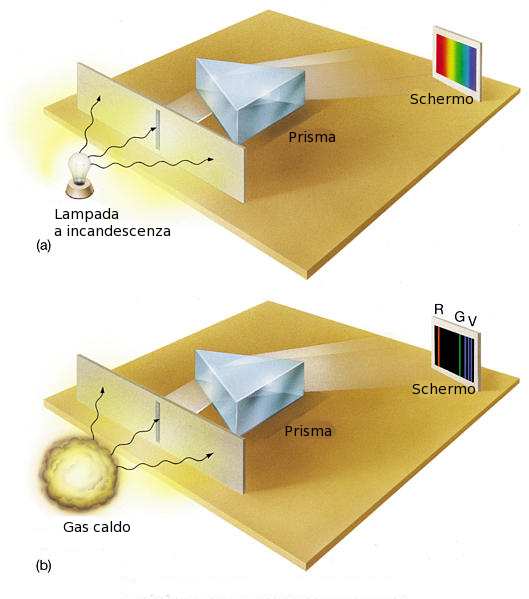 Schermo
Prisma
Lampada
a incandescenza
(a)
R G V
Schermo
Prisma
Gas caldo
(b)